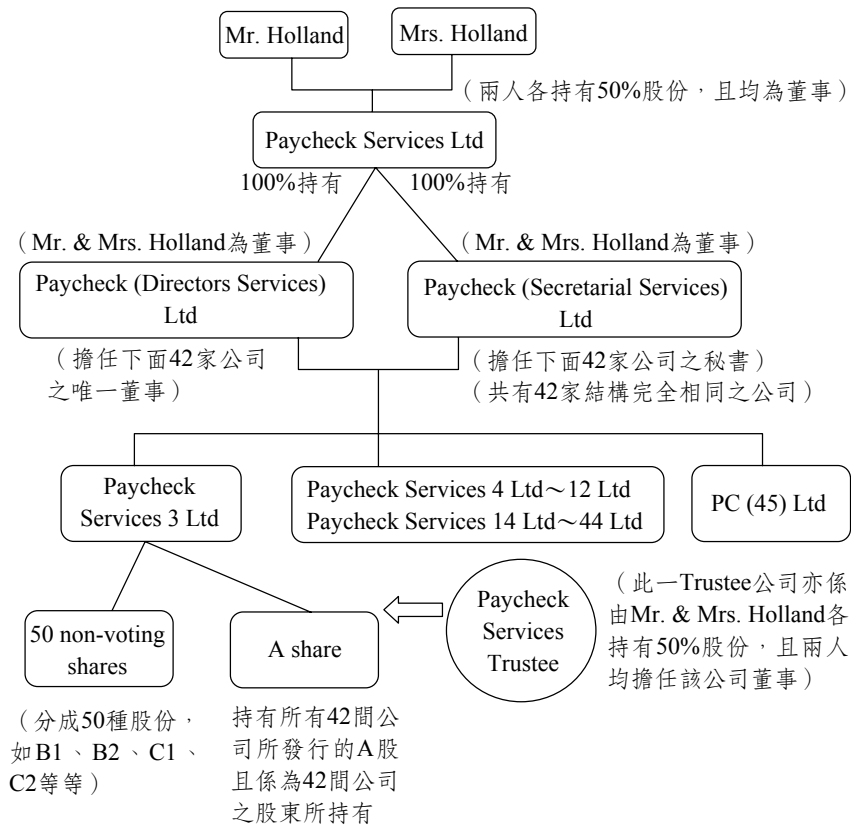 Mr. Holland
Mrs. Holland
（兩人各持有50%股份，且均為董事）
Paycheck Services Ltd
100%持有
100%持有
（Mr. & Mrs. Holland為董事）
（Mr. & Mrs. Holland為董事）
Paycheck (Directors Services)
Ltd
Paycheck (Secretarial Services)
Ltd
（擔任下面42家公司
之唯一董事）
（擔任下面42家公司之秘書）
（共有42家結構完全相同之公司）
Paycheck
Services 3 Ltd
Paycheck Services 4 Ltd～12 Ltd
Paycheck Services 14 Ltd～44 Ltd
PC (45) Ltd
50 non-voting
shares
A share
Paycheck
Services
Trustee
（此一Trustee公司亦係
由Mr. & Mrs. Holland各
持有50%股份，且兩人
均擔任該公司董事）
（分成50種股份，
如B1、B2、C1、
C2等等）
持有所有42間公
司所發行的A股
且係為42間公司
之股東所持有